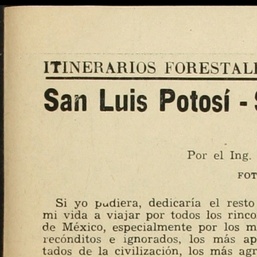 ITINERARIOS FORESTAL
San Luis Potosí -
Por el Ing.
FOT
Si yo pudiera, dedicaría el resto
mi vida a viajar por todos los rinco
de México, especialmente por los m
recónditos e ignorados, los más ap
tados de la civilización, los más agr